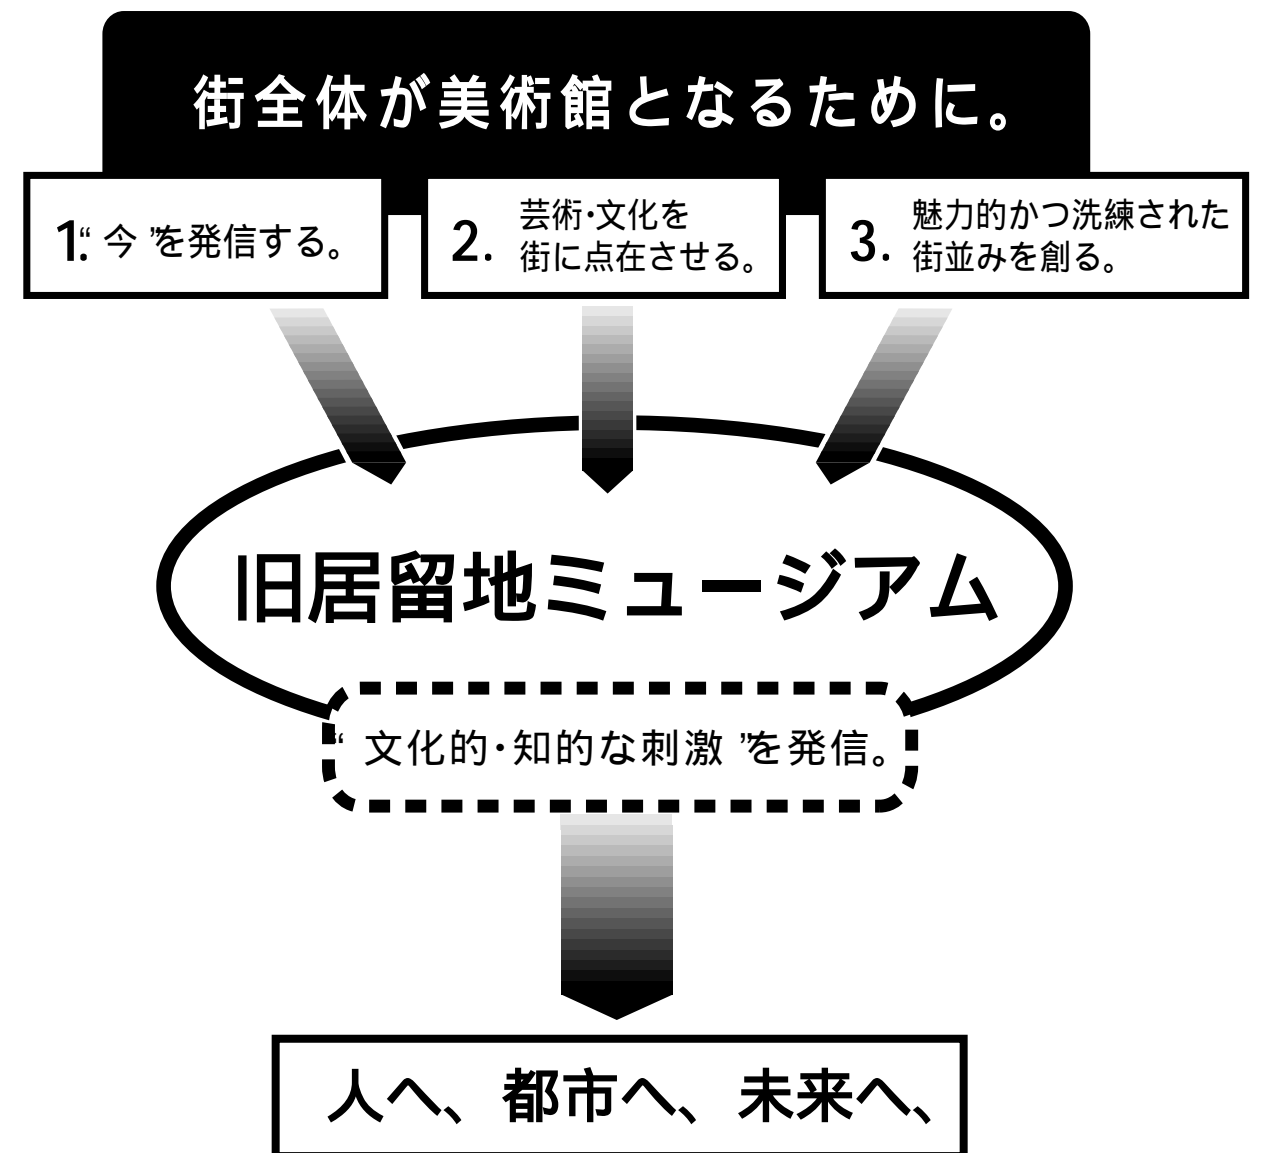 街全体が美術館となるために。
1.“今”を発信する。
2. 芸術・文化を
街に点在させる。
3. 魅力的かつ洗練された
街並みを創る。
旧居留地ミュージアム
“文化的・知的な刺激”を発信。
人へ、都市へ、未来へ、